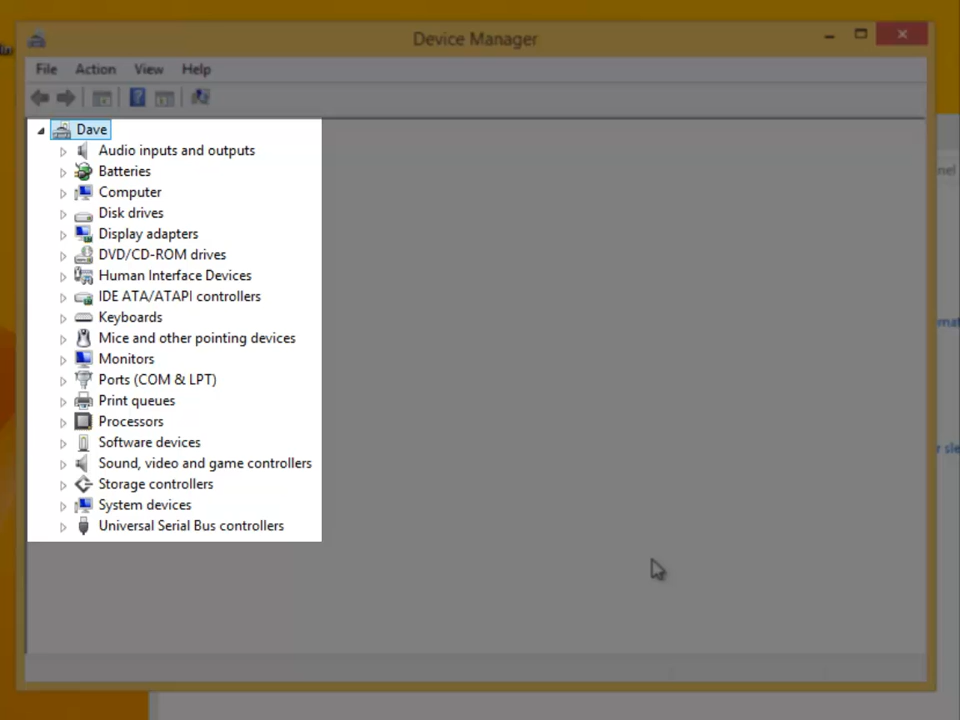 Device Manager
File Action View Help
Dave
Audio inputs and outputs
Batteries
Computer
Disk drives
Display adapters
DVD/CD-ROM drives
Human Interface Devices
IDE ATA/ATAPI controllers
Keyboards
Mice and other pointing devices
Monitors
Ports (COM & LPT)
Print queues
Processors
Software devices
Sound, video and game controllers
Storage controllers
System devices
Universal Serial Bus controllers